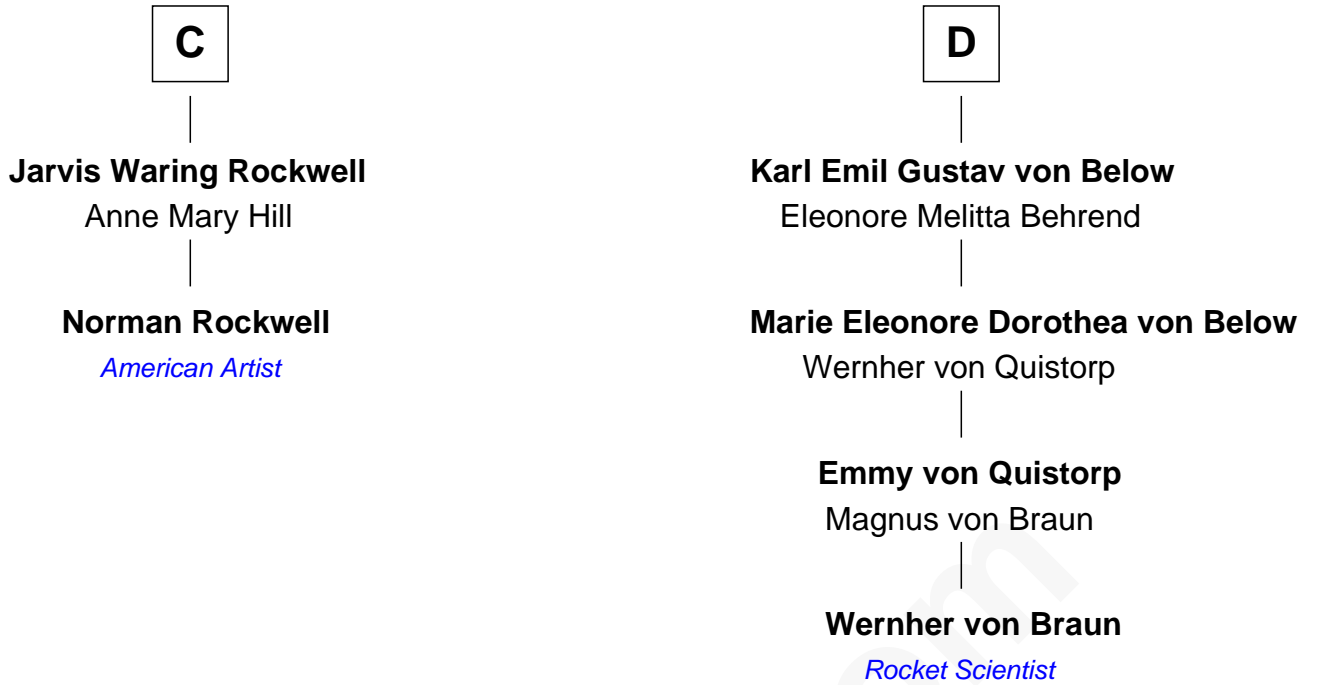 C
Jarvis Waring Rockwell
Anne Mary Hill
Norman Rockwell
American Artist
D
Karl Emil Gustav von Below
Eleonore Melitta Behrend
Marie Eleonore Dorothea von Below
Wernher von Quistorp
Emmy von Quistorp
Magnus von Braun
Wernher von Braun
Rocket Scientist